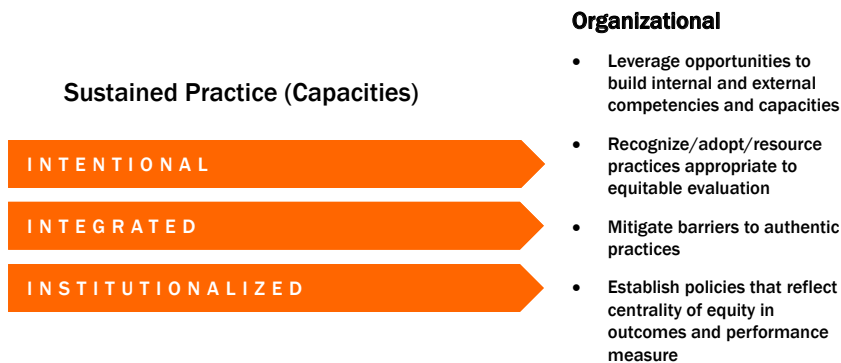 Sustained Practice (Capacities)
INTENTIONAL
INTEGRATED
INSTITUTIONALIZED
Organizational
• Leverage opportunities to
build internal and external
competencies and capacities
• Recognize/adopt/resource
practices appropriate to
equitable evaluation
• Mitigate barriers to authentic
practices
• Establish policies that reflect
centrality of equity in
outcomes and performance
measure